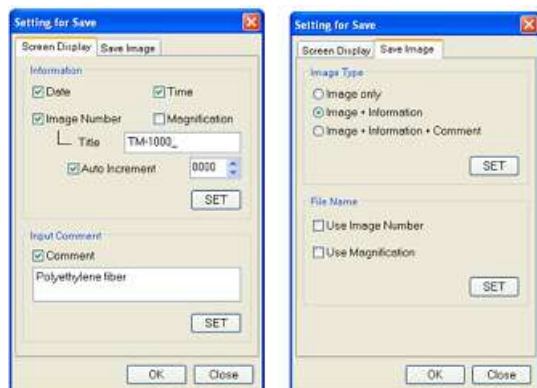 Setting for Save
Screen Display Save Image
Information
Date Time
Image Number Magnification
Title TM-1000_
Auto Increment 0000
SET
Input Comment
Comment
Polyethylene fiber
SET
OK Close
Setting for Save
Screen Display Save Image
Image Type
Image only
Image + Information
Image + Information + Comment
SET
File Name
Use Image Number
Use Magnification
SET
OK Close